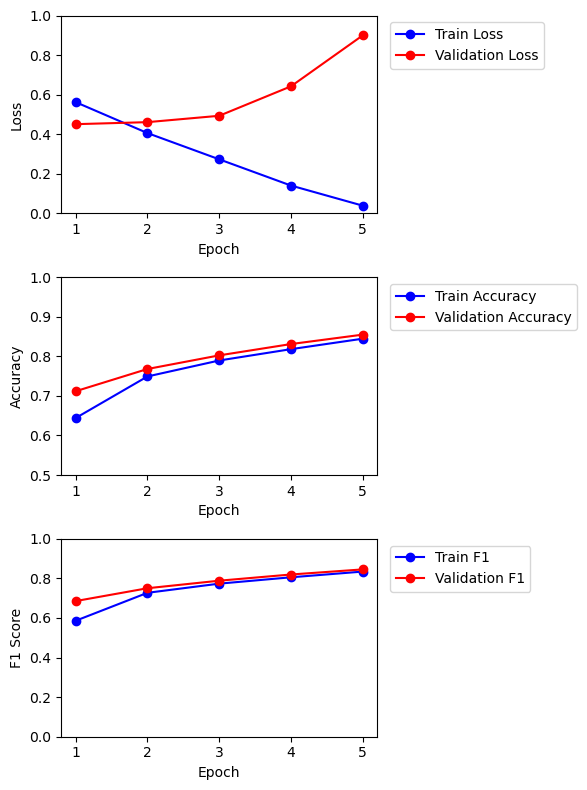 1.0
0.8
0.6
0.4
0.2
0.0
Loss
1 2 3 4 5
Epoch
Train Loss
Validation Loss
1.0
0.9
0.8
0.7
0.6
0.5
Accuracy
1 2 3 4 5
Epoch
Train Accuracy
Validation Accuracy
1.0
0.8
0.6
0.4
0.2
0.0
F1 Score
1 2 3 4 5
Epoch
Train F1
Validation F1